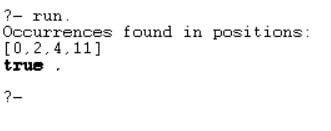 ?- run.
Occurrences found in positions:
[0,2,4,11]
true .
?-